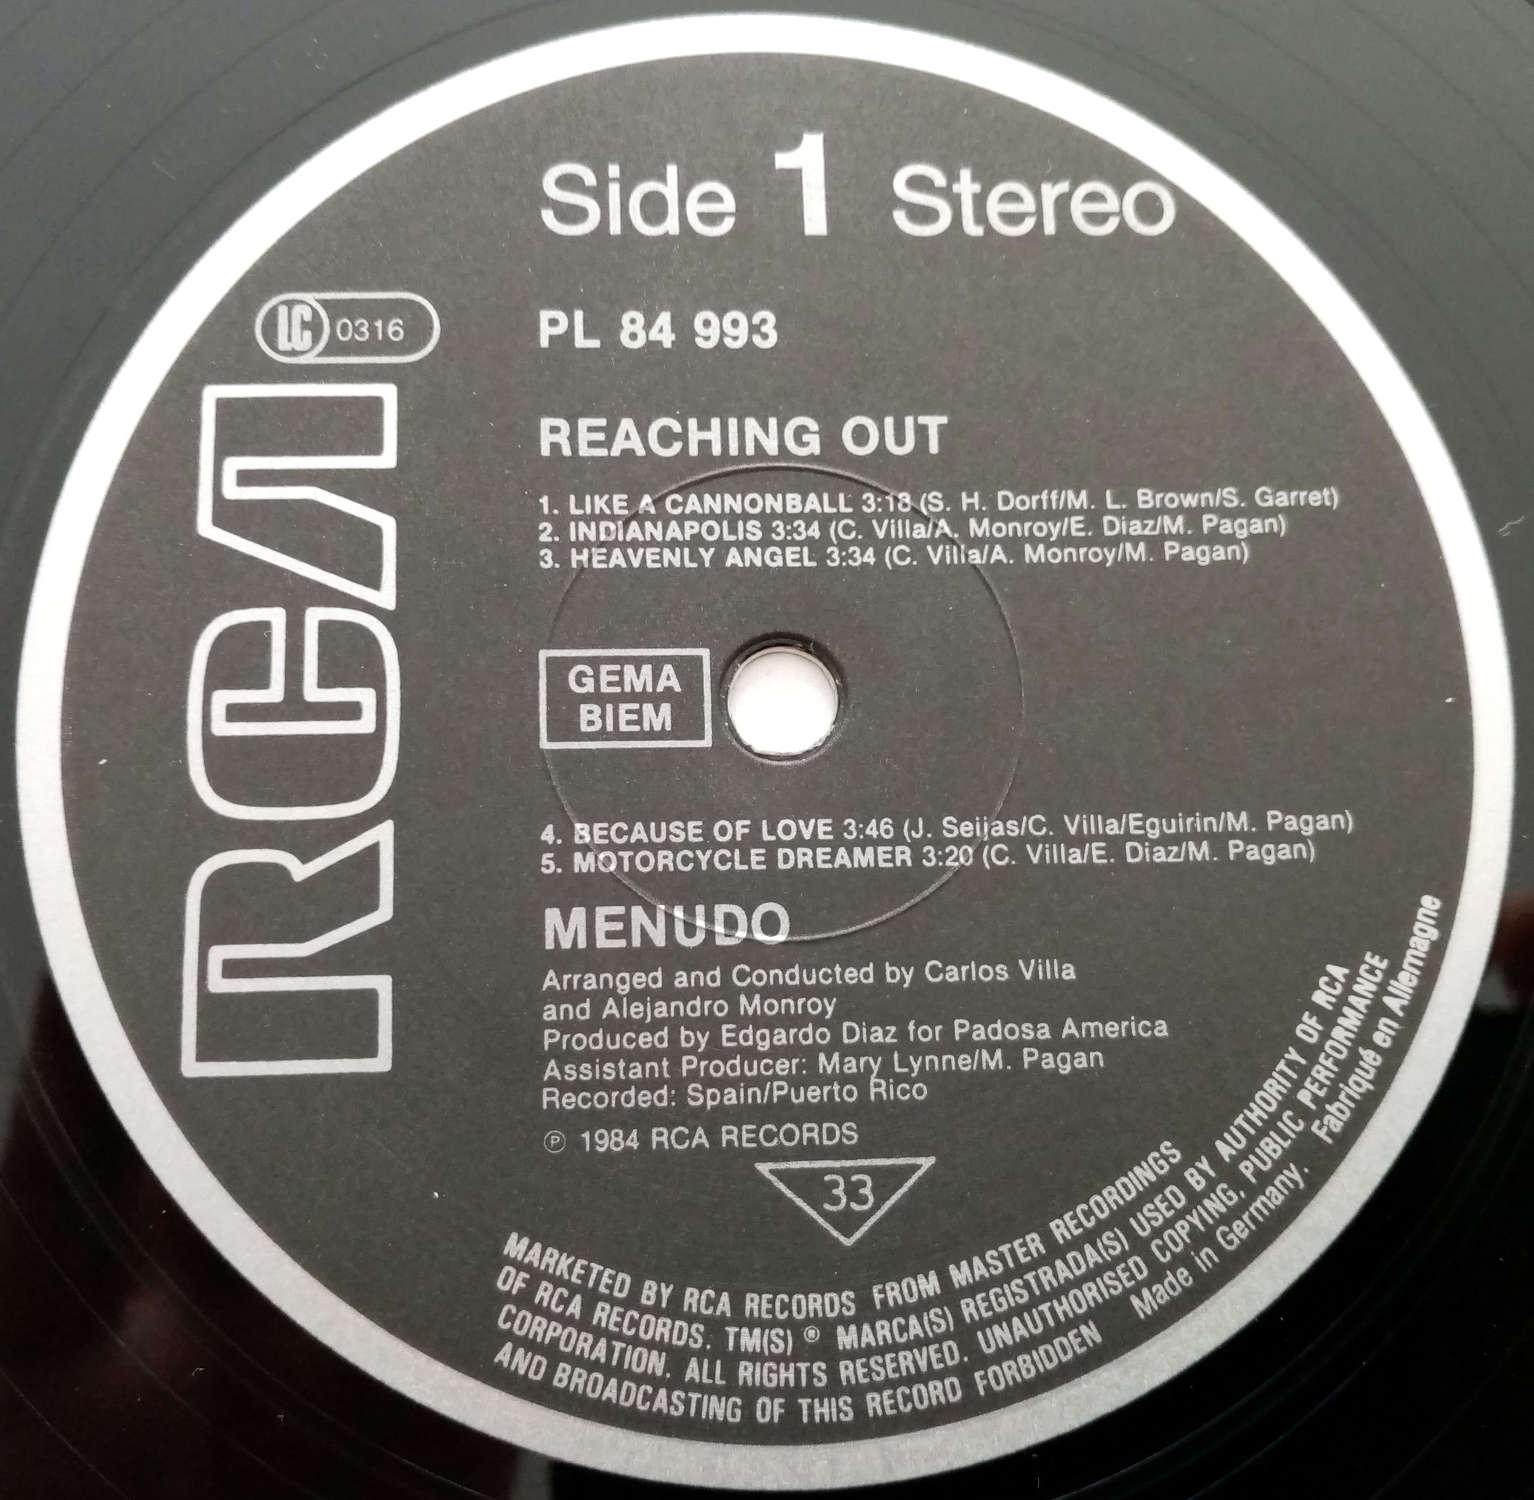 Side 1 Stereo
LC 0316
PL 84 993
RCA
REACHING OUT
1. LIKE A CANNONBALL 3:18 (S. H. Dorff/M. L. Brown/S. Garret)
2. INDIANAPOLIS 3:34 (C. Villa/A. Monroy/E. Diaz/M. Pagan)
3. HEAVENLY ANGEL 3:34 (C. Villa/A. Monroy/M. Pagan)
GEMA
BIEM
4. BECAUSE OF LOVE 3:46 (J. Seijas/C. Villa/Eguirin/M. Pagan)
5. MOTORCYCLE DREAMER 3:20 (C. Villa/E. Diaz/M. Pagan)
MENUDO
Arranged and Conducted by Carlos Villa
and Alejandro Monroy
Produced by Edgardo Diaz for Padosa America
Assistant Producer: Mary Lynne/M. Pagan
Recorded: Spain/Puerto Rico
℗ 1984 RCA RECORDS
33
MARKETED BY RCA RECORDS FROM MASTER RECORDINGS
OF RCA RECORDS. TM(S) ® MARCA(S) REGISTRADA(S) USED BY AUTHORITY OF RCA
CORPORATION. ALL RIGHTS RESERVED. UNAUTHORISED COPYING, PUBLIC PERFORMANCE
AND BROADCASTING OF THIS RECORD FORBIDDEN Made in Germany. Fabriqué en Allemagne